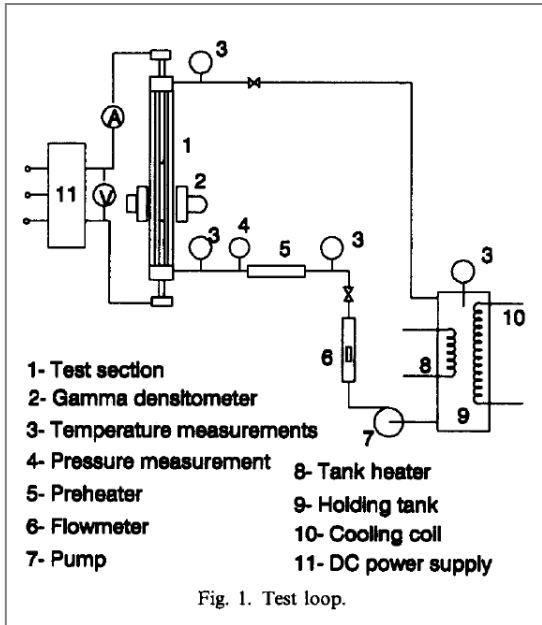 3
A
1
2
11
V
3
4
5
3
3
10
6
8
9
7
1- Test section
2- Gamma densitometer
3- Temperature measurements
4- Pressure measurement
5- Preheater
6- Flowmeter
7- Pump
8- Tank heater
9- Holding tank
10- Cooling coil
11- DC power supply
Fig. 1. Test loop.